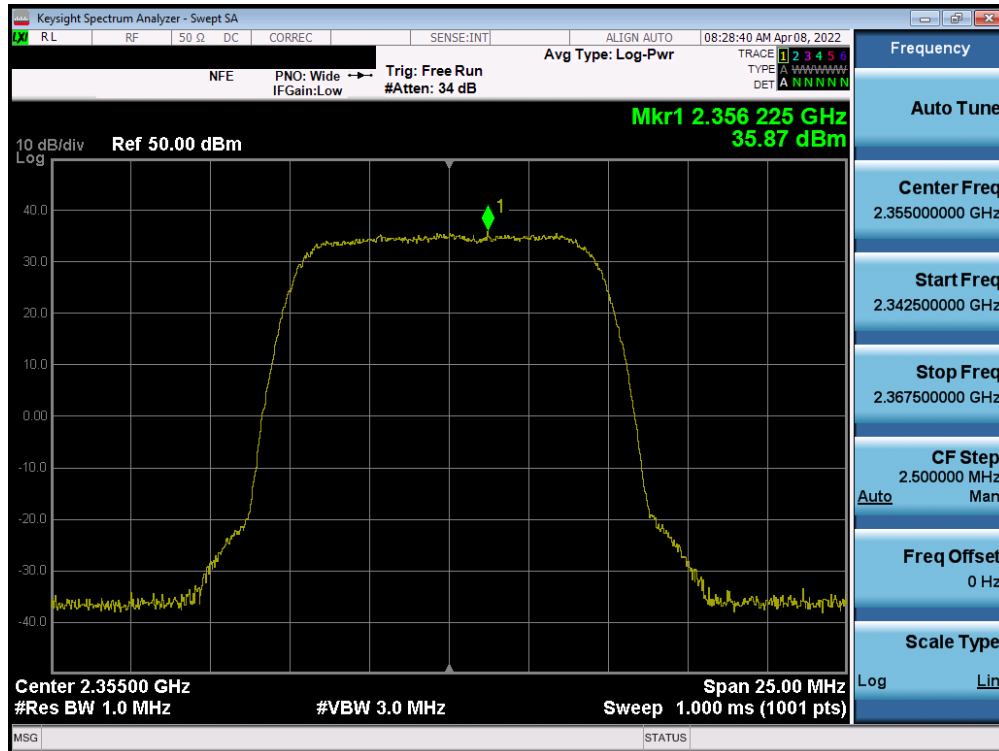 Keysight Spectrum Analyzer - Swept SA
LXI RL RF 50 Ω DC CORREC SENSE:INT ALIGN AUTO 08:28:40 AM Apr 08, 2022
NFE PNO: Wide Trig: Free Run Avg Type: Log-Pwr TRACE 1 2 3 4 5 6
IFGain:Low #Atten: 34 dB TYPE A WWWWW
DET A N N N N N
Mkr1 2.356 225 GHz
35.87 dBm
10 dB/div Ref 50.00 dBm
Log
1
40.0
30.0
20.0
10.0
0.00
-10.0
-20.0
-30.0
-40.0
Center 2.35500 GHz Span 25.00 MHz
#Res BW 1.0 MHz #VBW 3.0 MHz Sweep 1.000 ms (1001 pts)
MSG STATUS
Frequency
Auto Tune
Center Freq
2.355000000 GHz
Start Freq
2.342500000 GHz
Stop Freq
2.367500000 GHz
CF Step
2.500000 MHz
Auto Man
Freq Offset
0 Hz
Scale Type
Log Lin